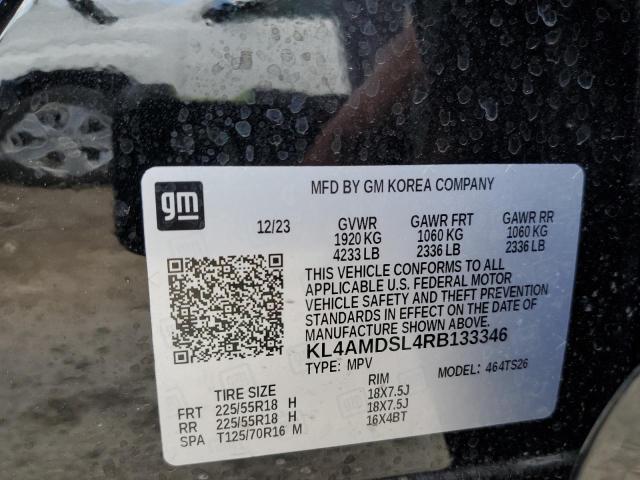 gm
MFD BY GM KOREA COMPANY
12/23 GVWR GAWR FRT GAWR RR
1920 KG 1060 KG 1060 KG
4233 LB 2336 LB 2336 LB
THIS VEHICLE CONFORMS TO ALL
APPLICABLE U.S. FEDERAL MOTOR
VEHICLE SAFETY AND THEFT PREVENTION
STANDARDS IN EFFECT ON THE DATE OF
MANUFACTURE SHOWN ABOVE.
KL4AMDSL4RB133346
TYPE: MPV MODEL: 464TS26
TIRE SIZE RIM
FRT 225/55R18 H 18X7.5J
RR 225/55R18 H 18X7.5J
SPA T125/70R16 M 16X4BT